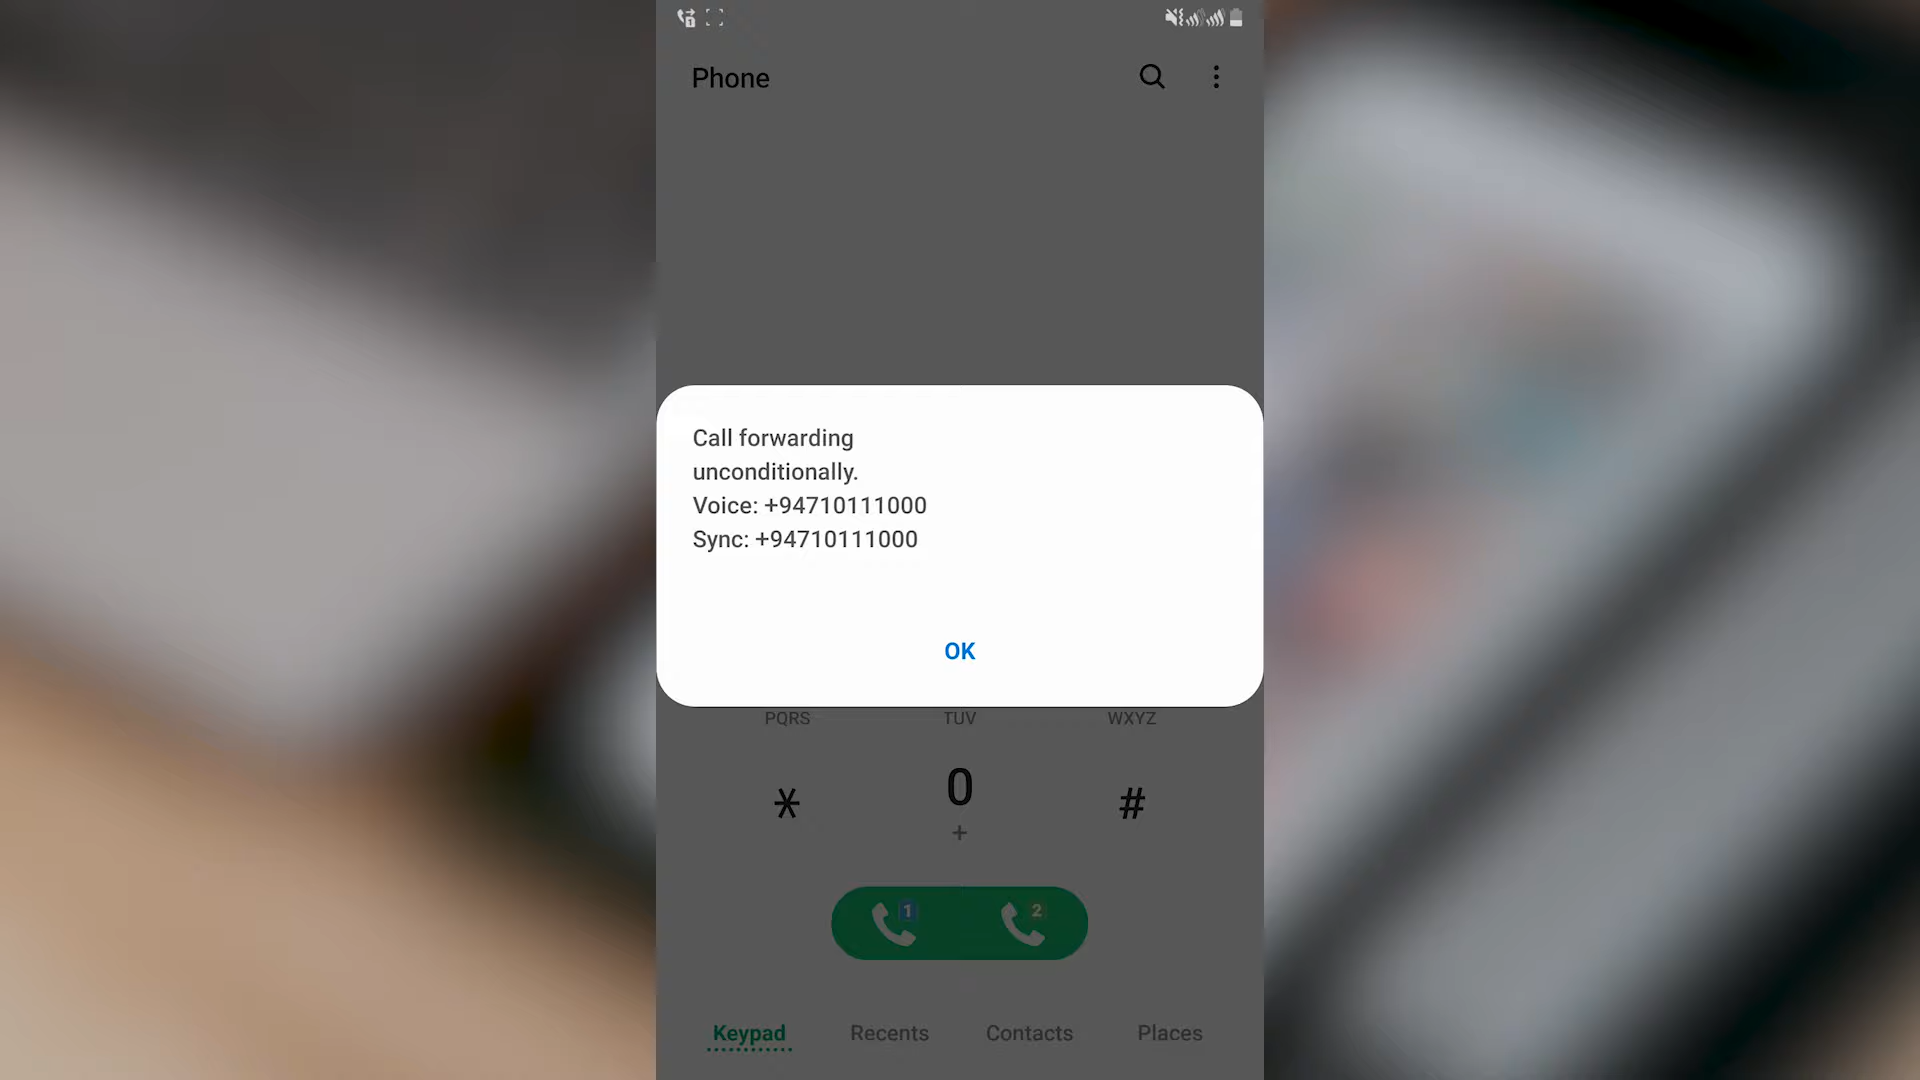 Phone
Call forwarding
unconditionally.
Voice: +94710111000
Sync: +94710111000
OK
PQRS TUV WXYZ
* 0 #
+
1 2
Keypad Recents Contacts Places